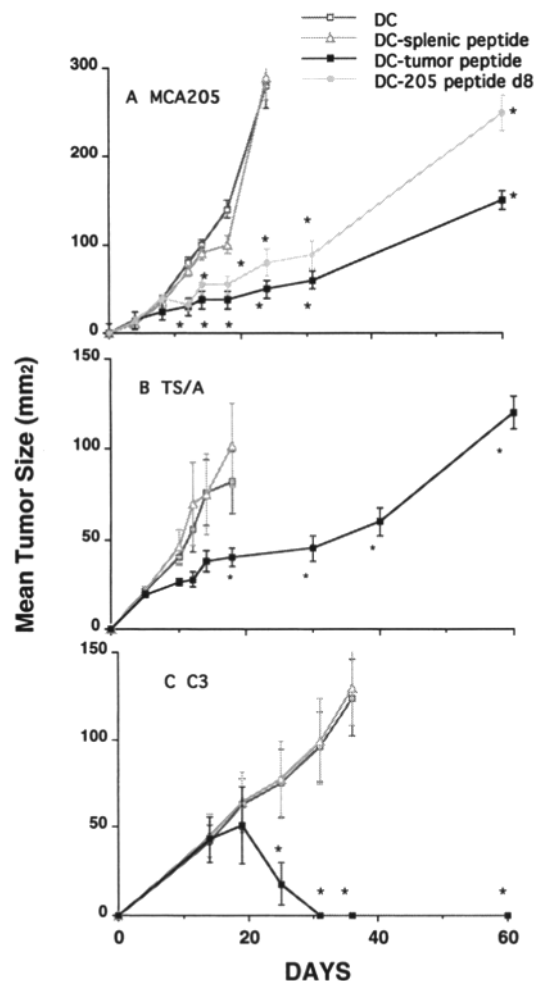 DC
DC-splenic peptide
DC-tumor peptide
DC-205 peptide d8
300
A MCA205
200
100
0
150
B TS/A
100
50
0
150
C C3
100
50
0
0 20 40 60
DAYS
Mean Tumor Size (mm2)